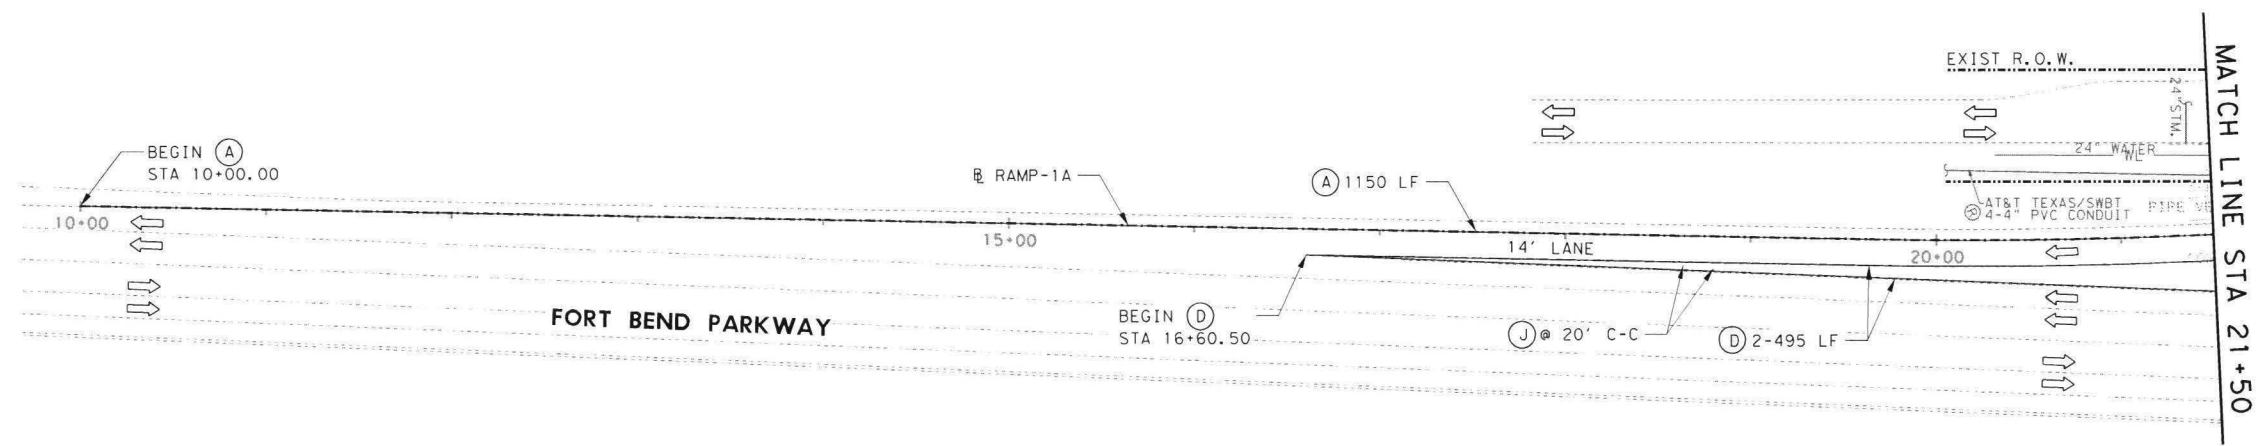 EXIST R.O.W.
24" STM.
BEGIN A
STA 10+00.00
℄ RAMP-1A
A 1150 LF
24" WATER
WL
AT&T TEXAS/SWBT
4-4" PVC CONDUIT
PIPE
10+00
15+00
14' LANE
20+00
BEGIN D
STA 16+60.50
FORT BEND PARKWAY
J @ 20' C-C
D 2-495 LF
MATCH LINE STA 21+50